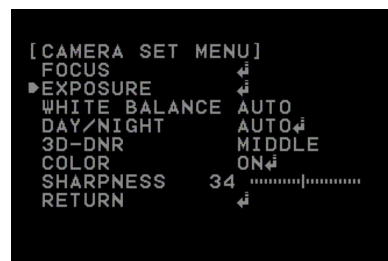 [CAMERA SET MENU]
FOCUS ↲
▶EXPOSURE ↲
WHITE BALANCE AUTO
DAY/NIGHT AUTO↲
3D-DNR MIDDLE
COLOR ON↲
SHARPNESS 34
RETURN ↲